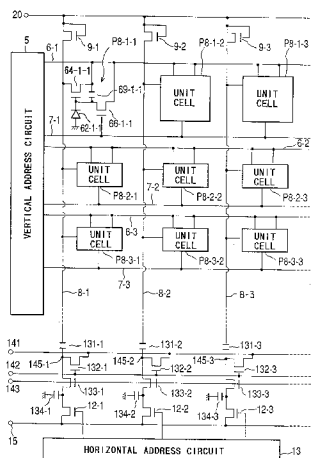 20
5
9-1
9-2
9-3
6-1
P8-1-1
P8-1-2
P8-1-3
64-1-1
69-1-1
66-1-1
62-1-1
UNIT CELL
UNIT CELL
7-1
6-2
VERTICAL ADDRESS CIRCUIT
UNIT CELL
UNIT CELL
UNIT CELL
P8-2-1
7-2
P8-2-2
P8-2-3
6-3
UNIT CELL
UNIT CELL
UNIT CELL
P8-3-1
P8-3-2
P8-3-3
7-3
8-1
8-2
8-3
131-1
131-2
131-3
141
145-1
145-2
145-3
142
132-1
132-2
132-3
143
133-1
133-2
133-3
134-1
12-1
134-2
12-2
134-3
12-3
15
HORIZONTAL ADDRESS CIRCUIT
13